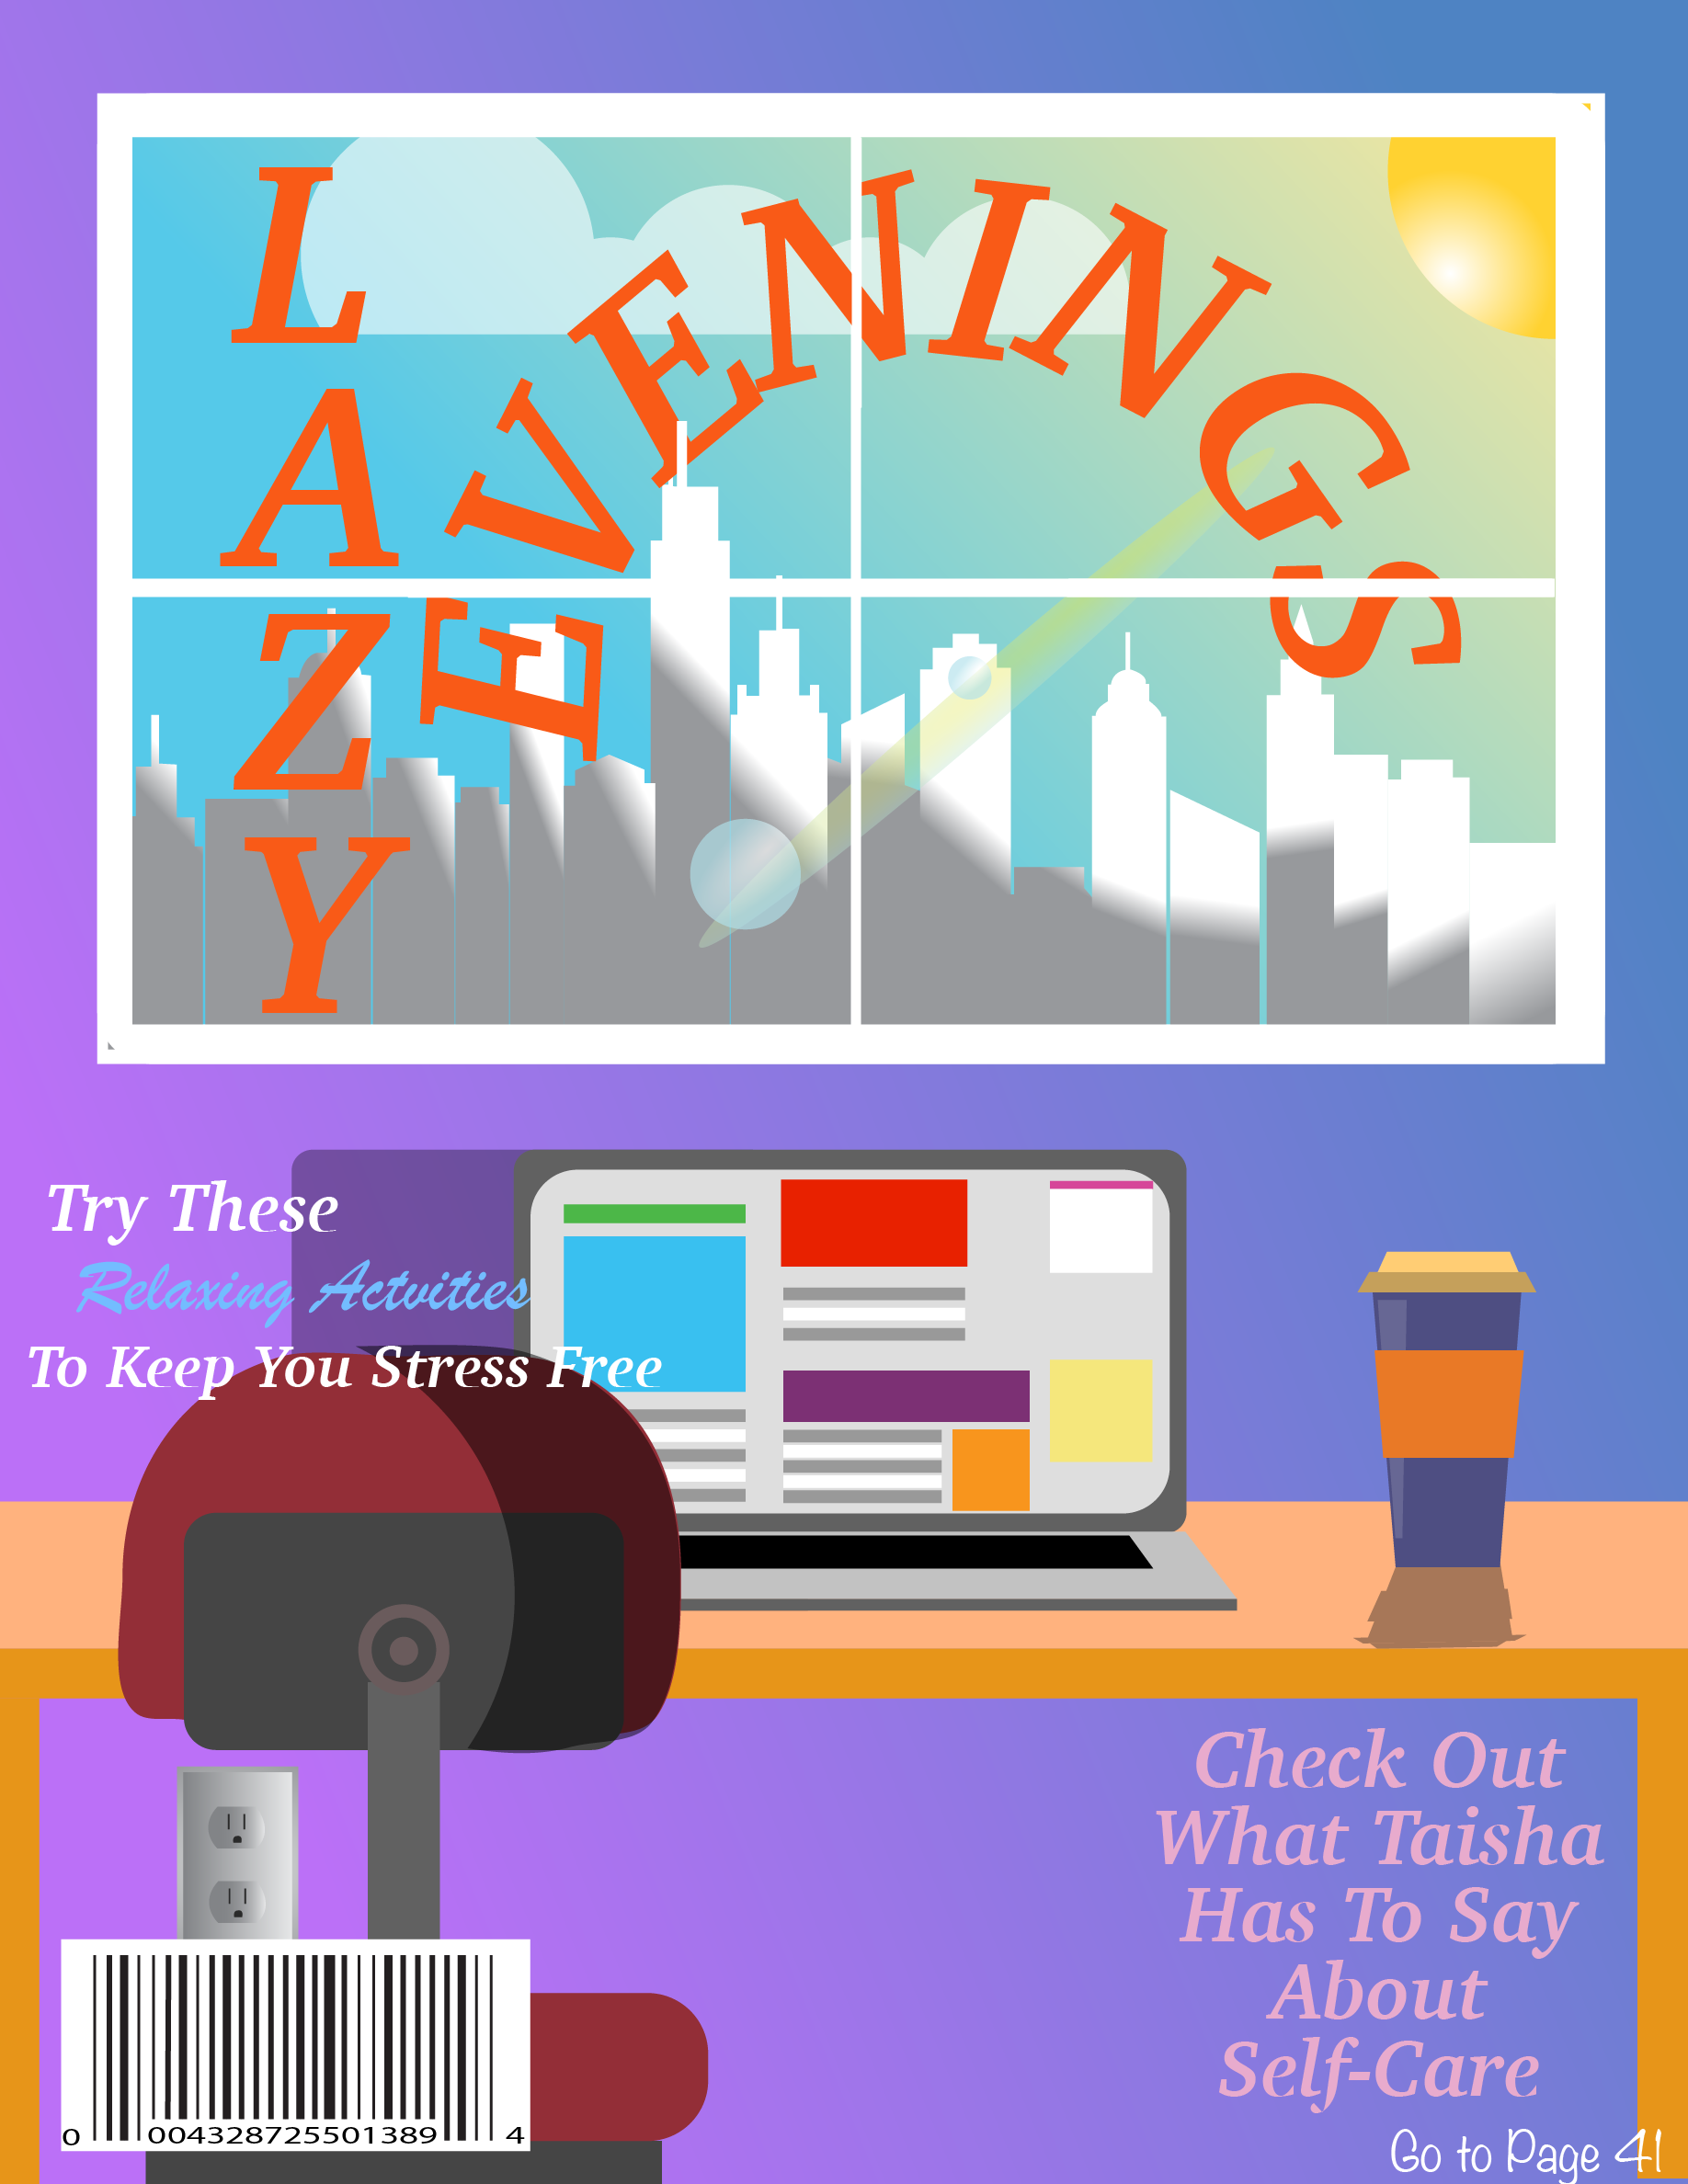 LAZY
EVENINGS
Try These
Relaxing Actvities
To Keep You Stress Free
Check Out
What Taisha
Has To Say
About
Self-Care
Go to Page 41
0 004328725501389 4